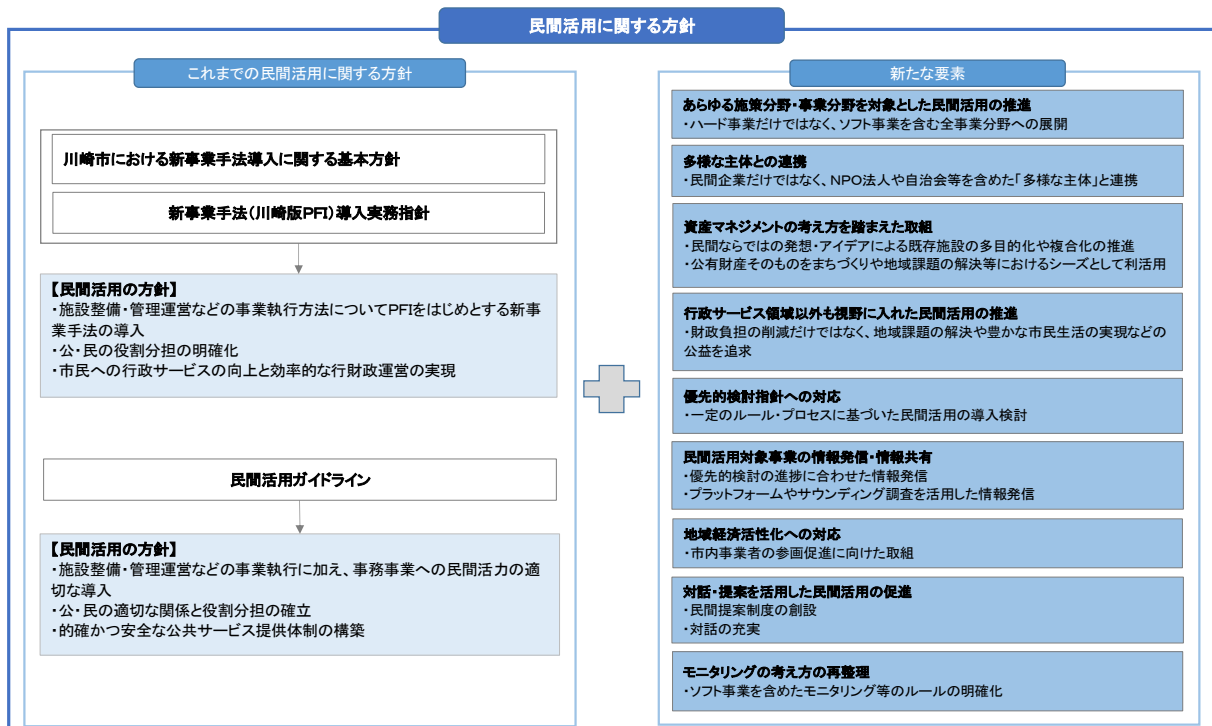 民間活用に関する方針
これまでの民間活用に関する方針
川崎市における新事業手法導入に関する基本方針
新事業手法(川崎版PFI)導入実務指針
【民間活用の方針】
・施設整備・管理運営などの事業執行方法についてPFIをはじめとする新事
業手法の導入
・公・民の役割分担の明確化
・市民への行政サービスの向上と効率的な行財政運営の実現
民間活用ガイドライン
【民間活用の方針】
・施設整備・管理運営などの事業執行に加え、事務事業への民間活力の適
切な導入
・公・民の適切な関係と役割分担の確立
・的確かつ安全な公共サービス提供体制の構築
新たな要素
あらゆる施策分野・事業分野を対象とした民間活用の推進
・ハード事業だけではなく、ソフト事業を含む全事業分野への展開
多様な主体との連携
・民間企業だけではなく、NPO法人や自治会等を含めた「多様な主体」と連携
資産マネジメントの考え方を踏まえた取組
・民間ならではの発想・アイデアによる既存施設の多目的化や複合化の推進
・公有財産そのものをまちづくりや地域課題の解決等におけるシーズとして利活用
行政サービス領域以外も視野に入れた民間活用の推進
・財政負担の削減だけではなく、地域課題の解決や豊かな市民生活の実現などの
公益を追求
優先的検討指針への対応
・一定のルール・プロセスに基づいた民間活用の導入検討
民間活用対象事業の情報発信・情報共有
・優先的検討の進捗に合わせた情報発信
・プラットフォームやサウンディング調査を活用した情報発信
地域経済活性化への対応
・市内事業者の参画促進に向けた取組
対話・提案を活用した民間活用の促進
・民間提案制度の創設
・対話の充実
モニタリングの考え方の再整理
・ソフト事業を含めたモニタリング等のルールの明確化